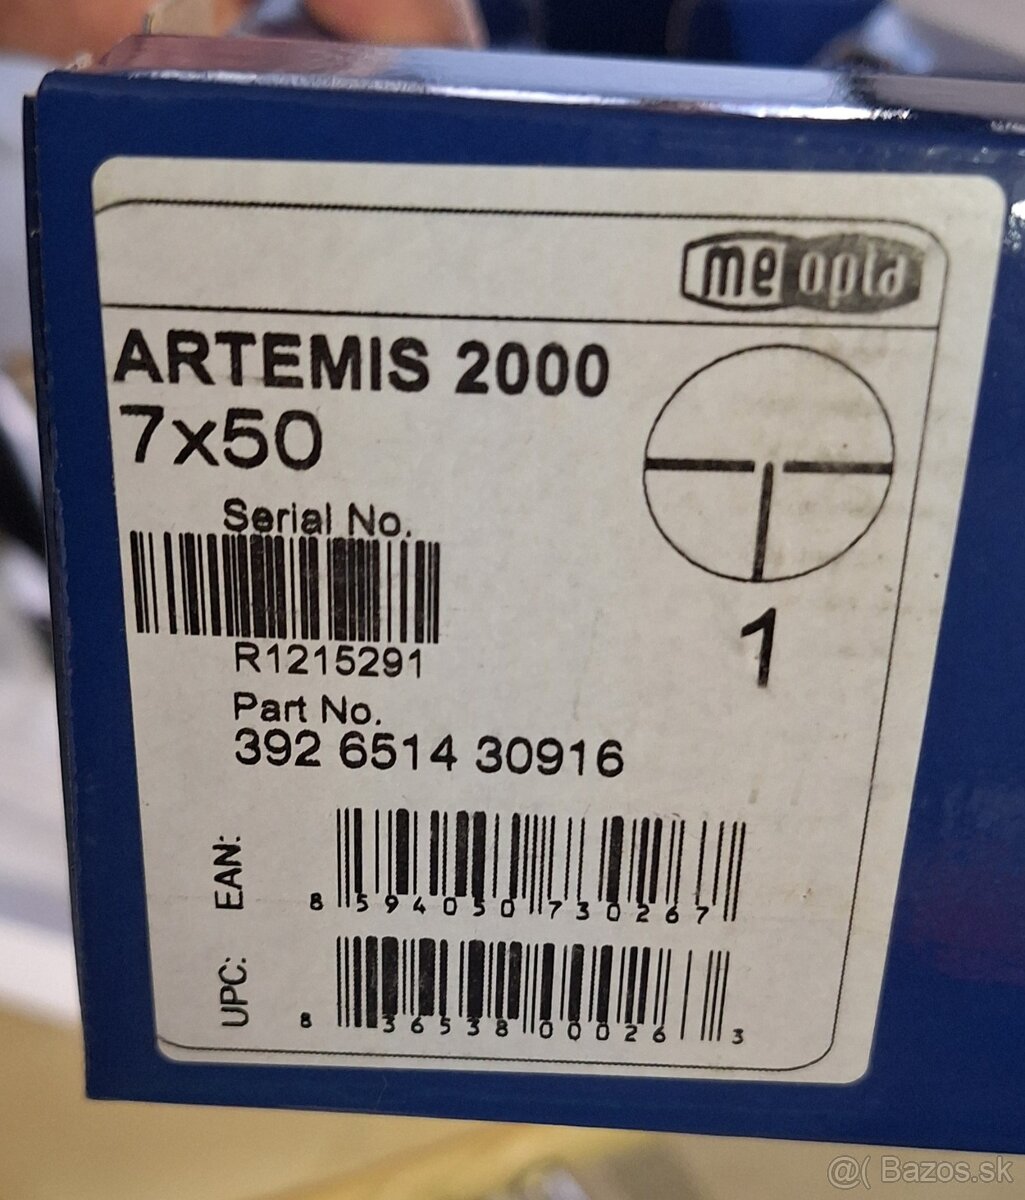 meopta
ARTEMIS 2000
7x50
Serial No.
R1215291
1
Part No.
392 6514 30916
EAN:
8 594050 730267
UPC:
8 36538 00026 3
@( Bazos.sk